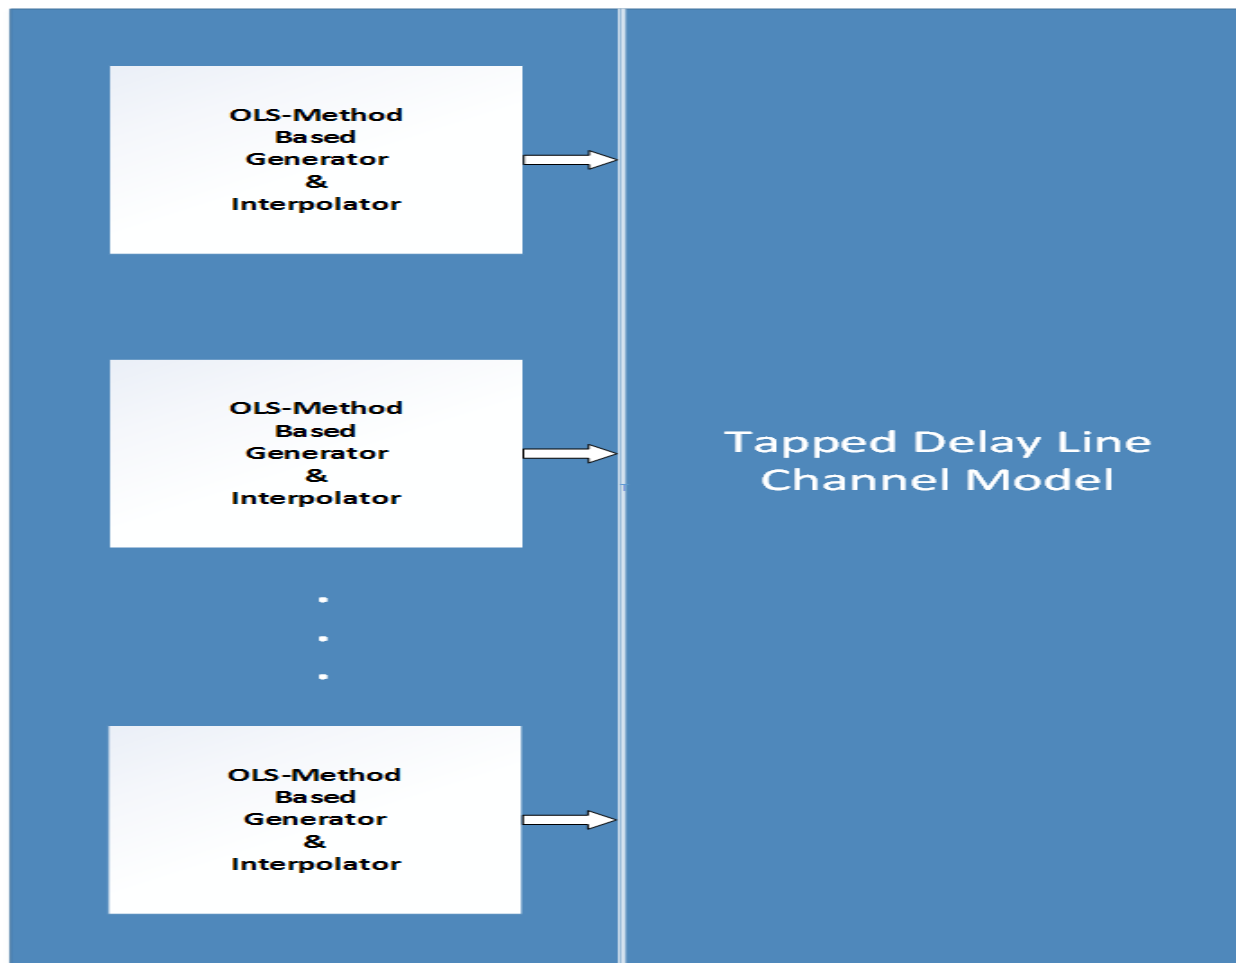 OLS-Method
Based
Generator
&
Interpolator
OLS-Method
Based
Generator
&
Interpolator
Tapped Delay Line
Channel Model
OLS-Method
Based
Generator
&
Interpolator